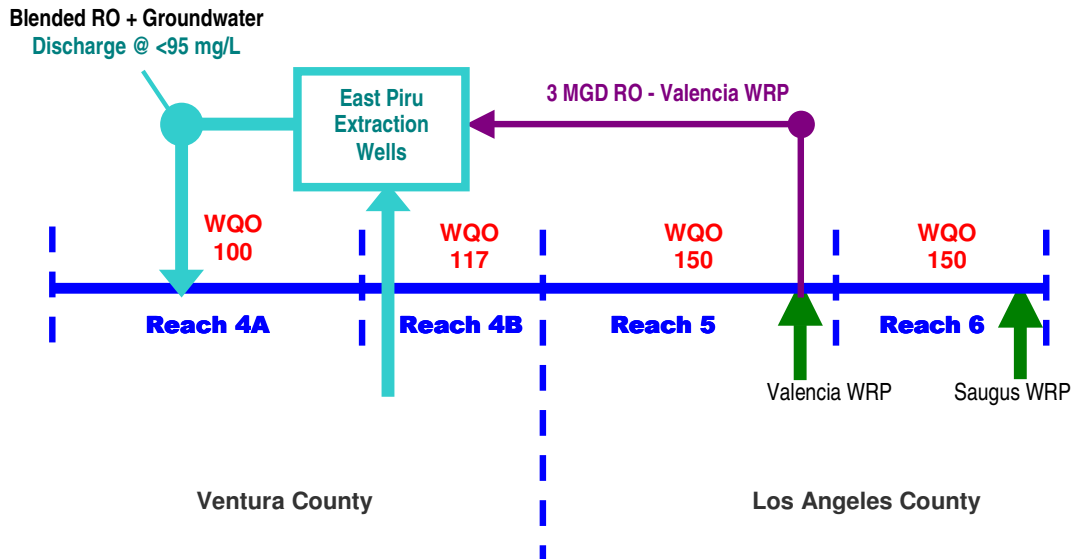 Blended RO + Groundwater
Discharge @ <95 mg/L
East Piru
Extraction
Wells
3 MGD RO - Valencia WRP
WQO
100
WQO
117
WQO
150
WQO
150
Reach 4A
Reach 4B
Reach 5
Reach 6
Valencia WRP
Saugus WRP
Ventura County
Los Angeles County